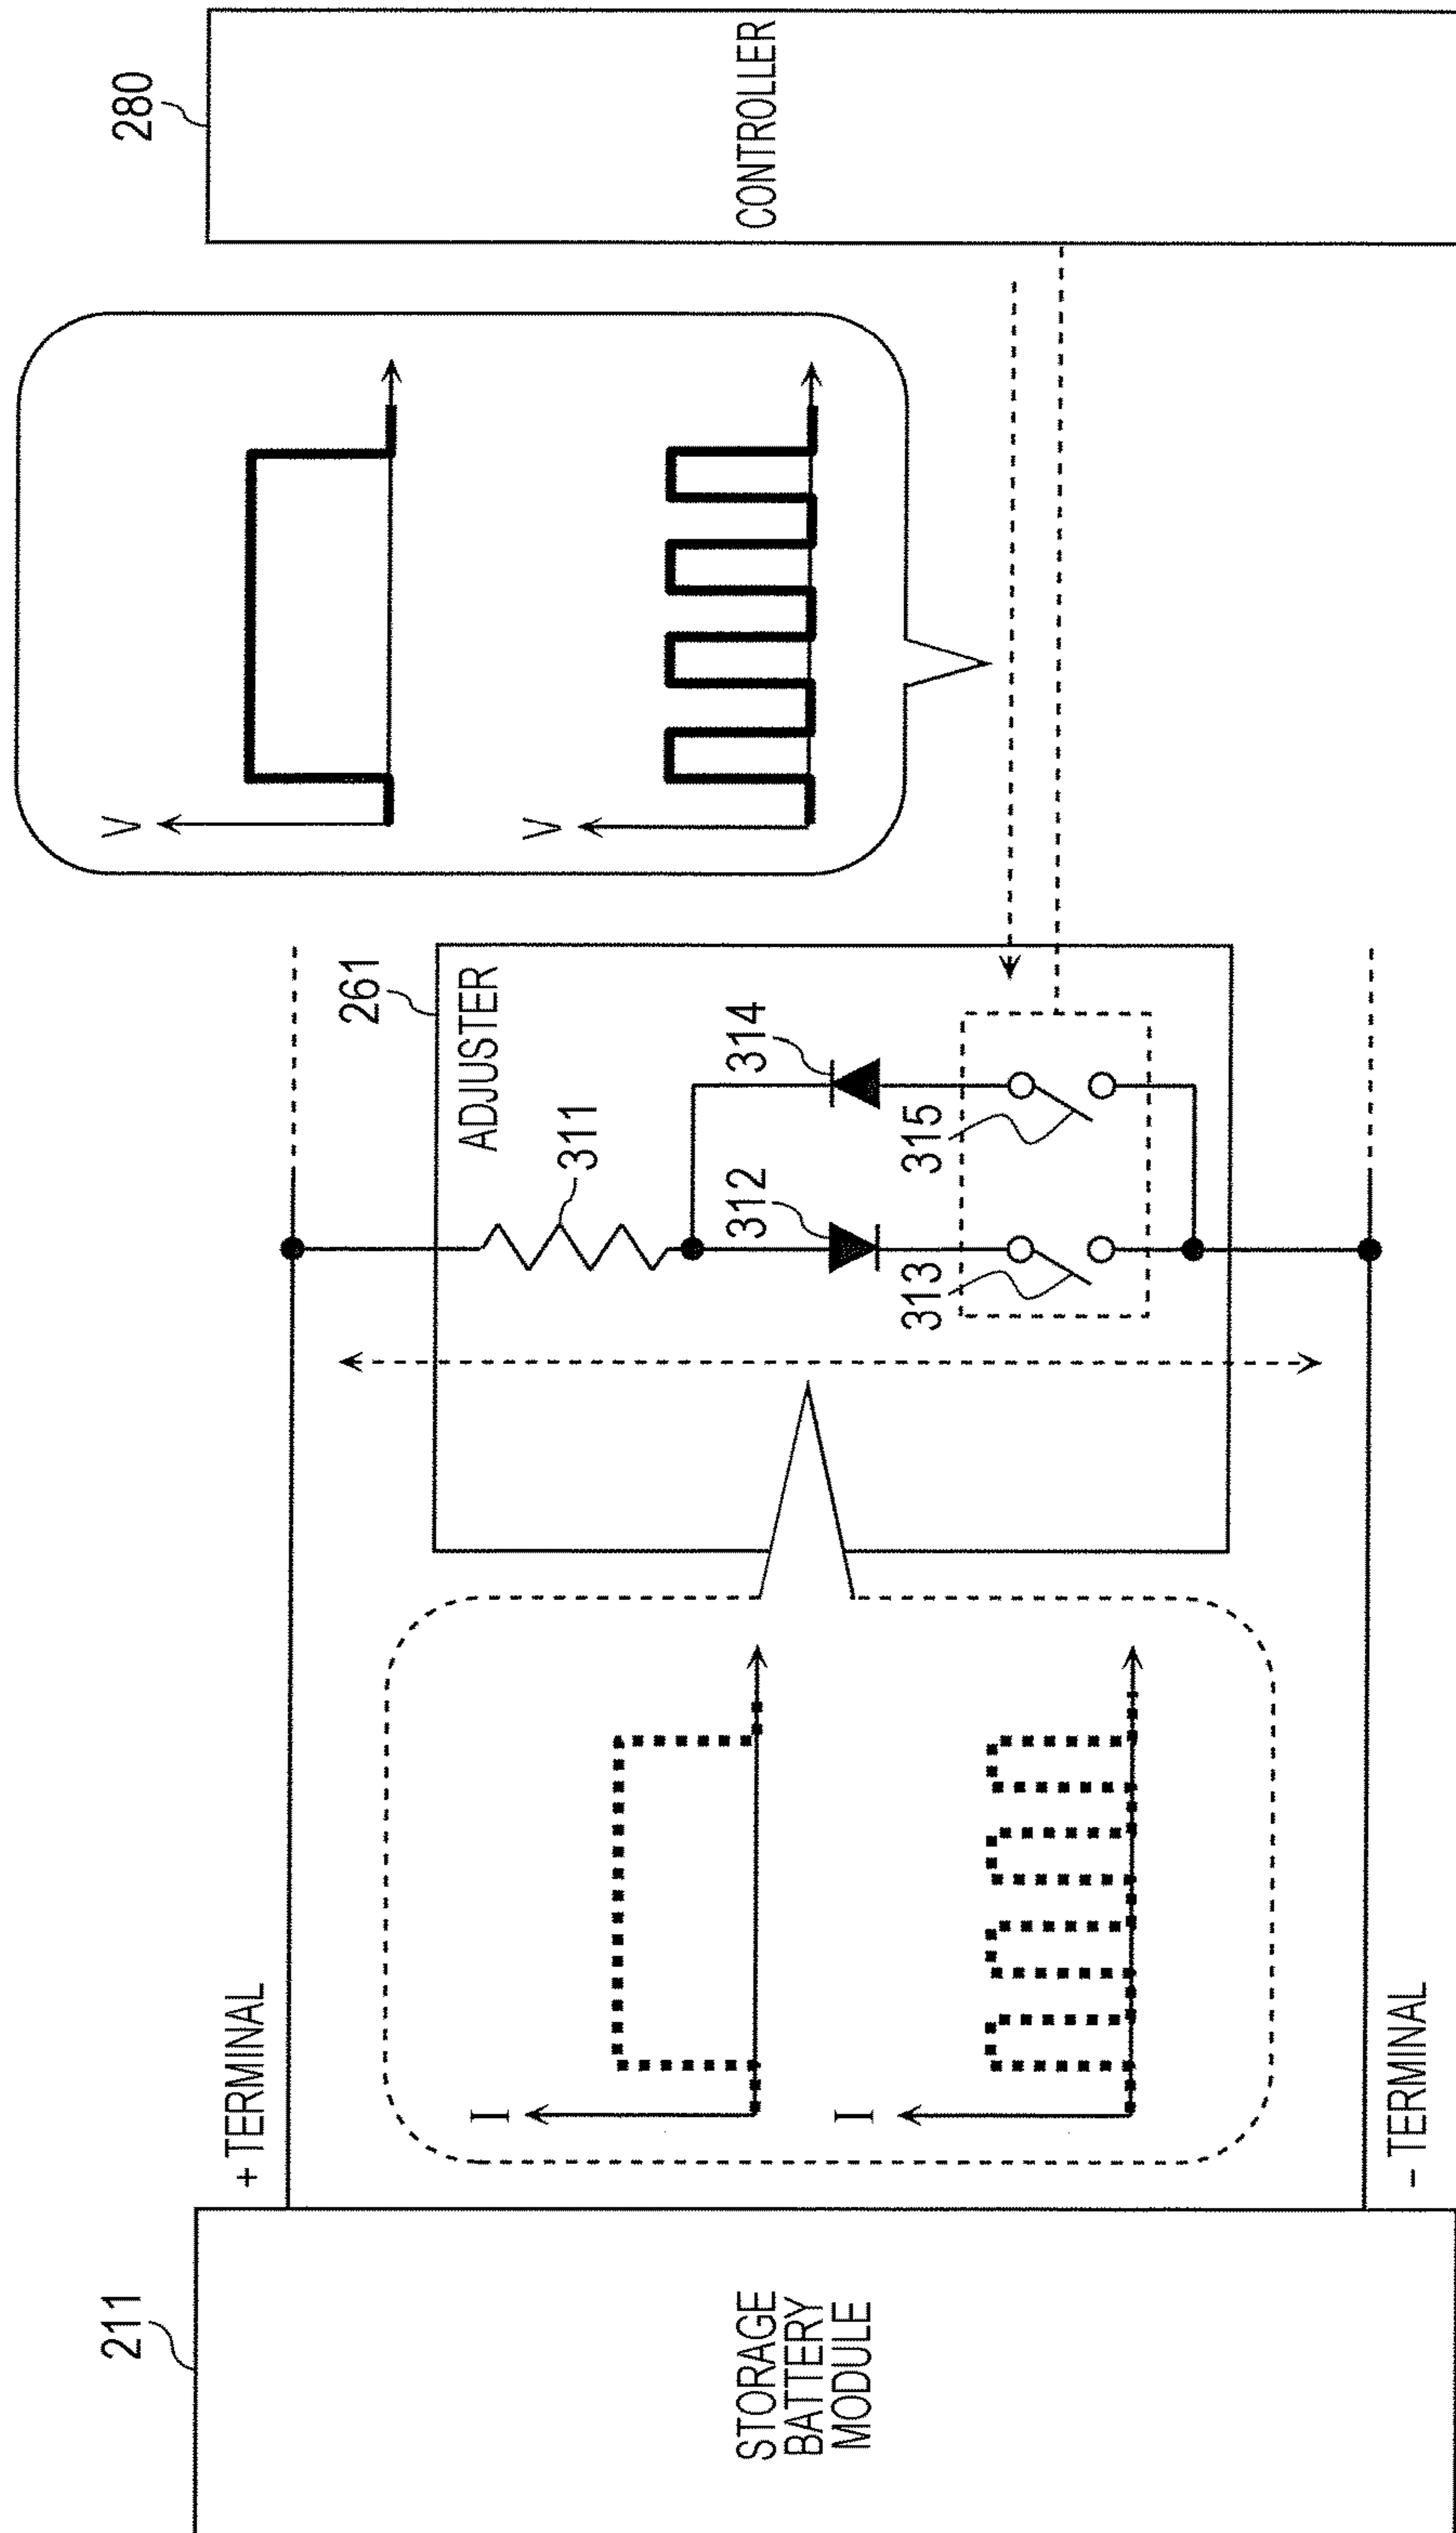 211
STORAGE
BATTERY
MODULE
+ TERMINAL
− TERMINAL
I
I
261
ADJUSTER
311
312
313
314
315
V
V
280
CONTROLLER